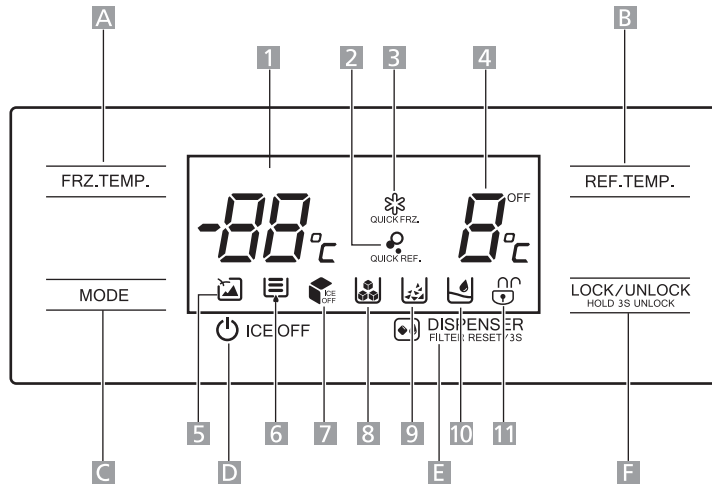 A
B
1
2
3
4
FRZ.TEMP.
-88°C
QUICK FRZ.
QUICK REF.
8°C
OFF
REF.TEMP.
MODE
ICE
OFF
LOCK/UNLOCK
HOLD 3S UNLOCK
ICE OFF
DISPENSER
FILTER RESET/3S
5
6
7
8
9
10
11
C
D
E
F